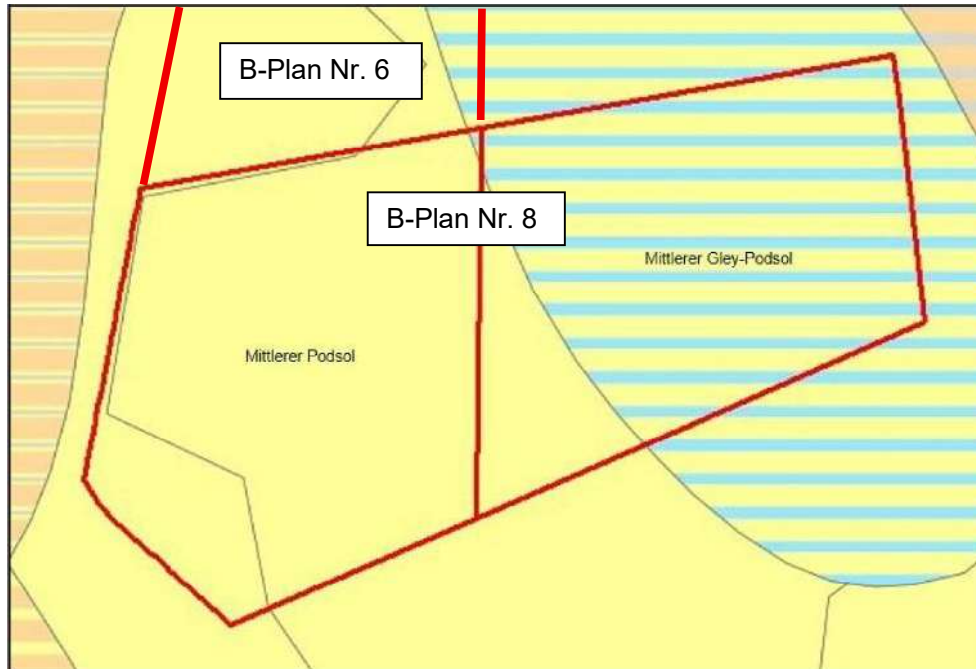 B-Plan Nr. 6
B-Plan Nr. 8
Mittlerer Gley-Podsol
Mittlerer Podsol